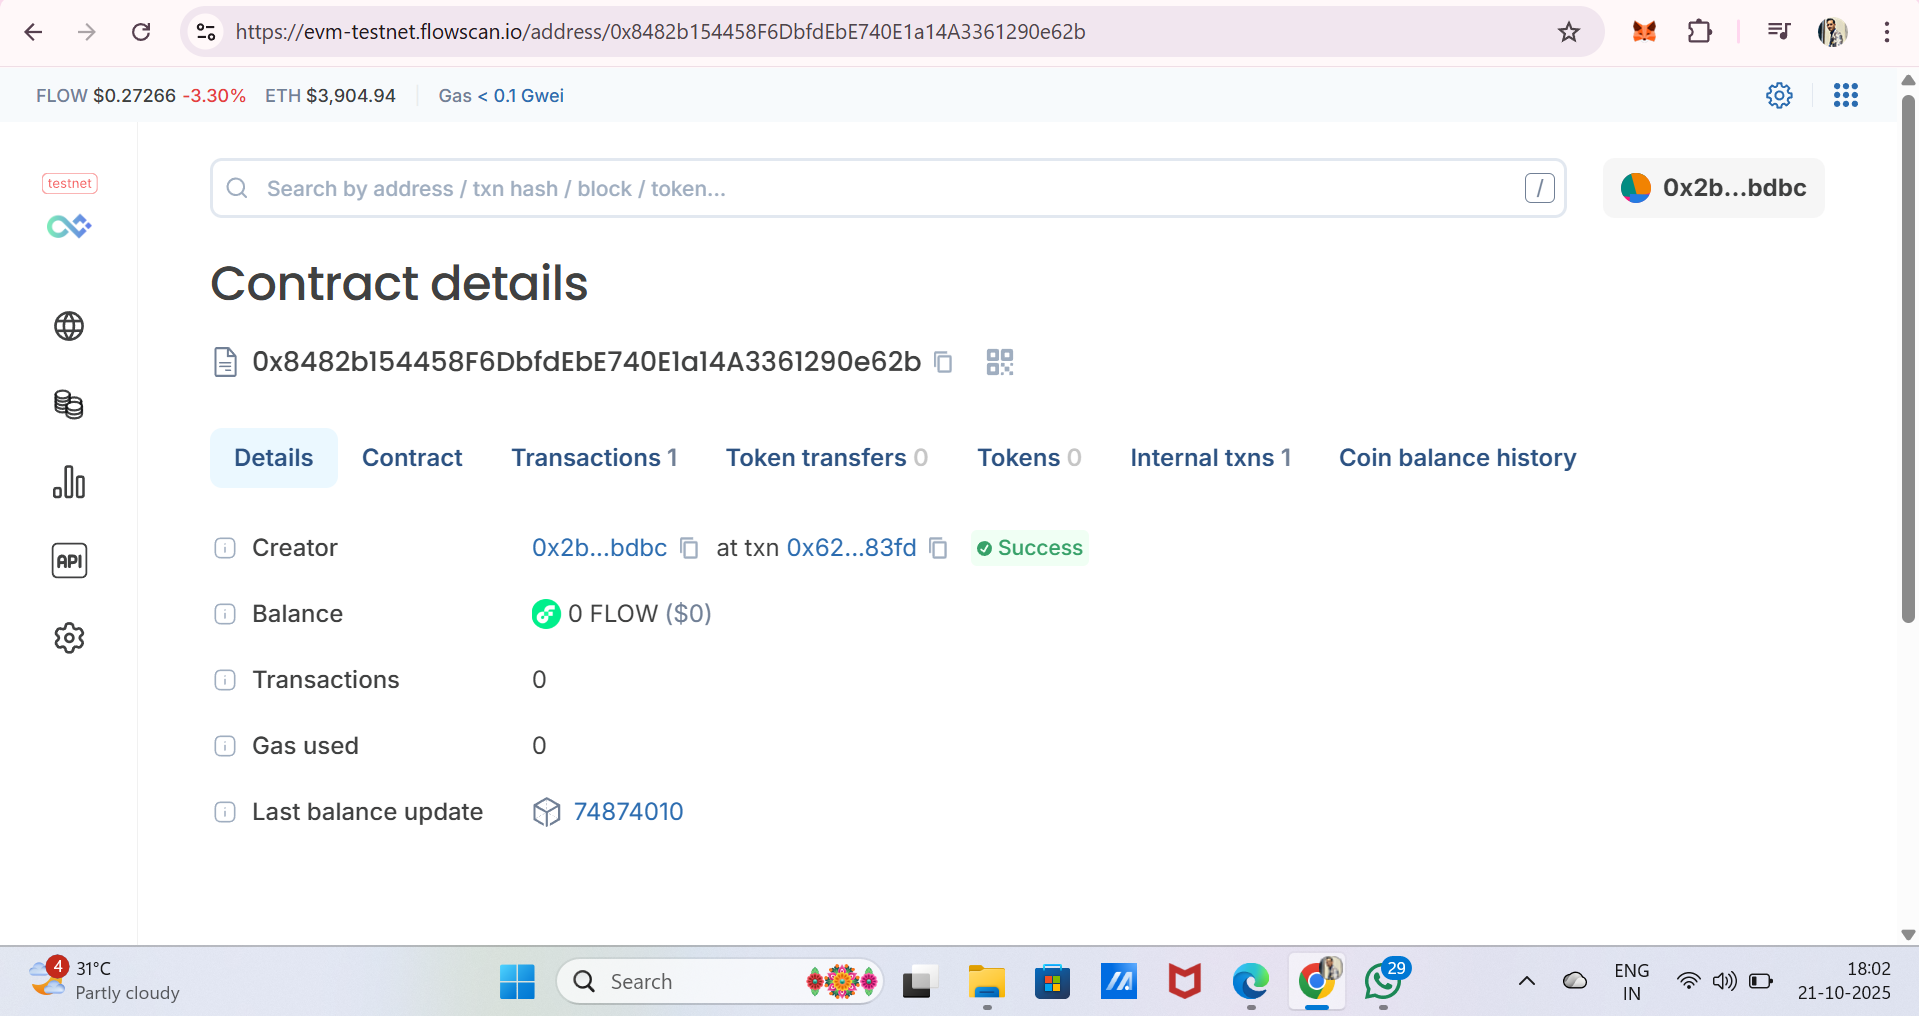 https://evm-testnet.flowscan.io/address/0x8482b154458F6DbfdEbE740E1a14A3361290e62b
FLOW $0.27266 -3.30% ETH $3,904.94 Gas < 0.1 Gwei
testnet
Search by address / txn hash / block / token... /
0x2b...bdbc
Contract details
0x8482b154458F6DbfdEbE740E1a14A3361290e62b
Details Contract Transactions 1 Token transfers 0 Tokens 0 Internal txns 1 Coin balance history
API
Creator 0x2b...bdbc at txn 0x62...83fd Success
Balance 0 FLOW ($0)
Transactions 0
Gas used 0
Last balance update 74874010
4 31°C
Partly cloudy
Search
29
ENG
IN
18:02
21-10-2025